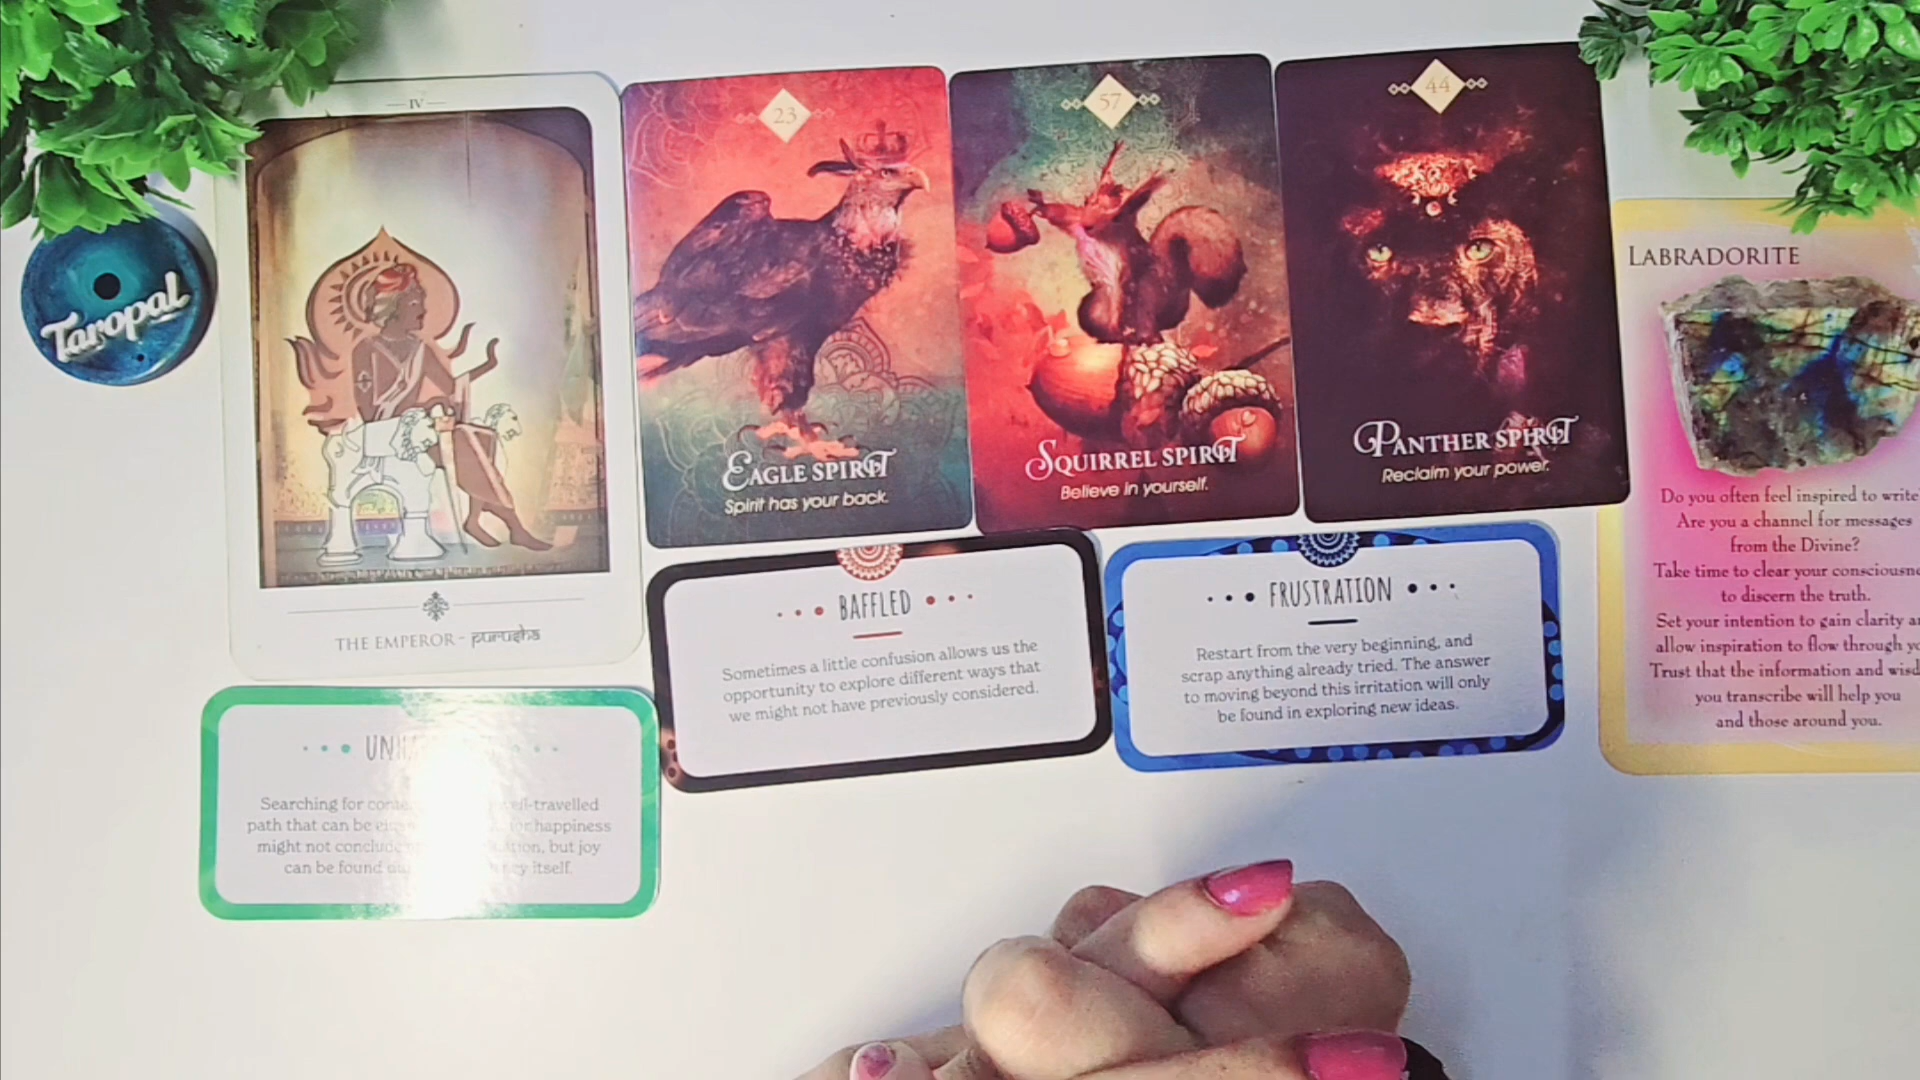 Taropal
IV
THE EMPEROR - purusha
23
EAGLE SPIRIT
Spirit has your back.
57
SQUIRREL SPIRIT
Believe in yourself.
44
PANTHER SPIRIT
Reclaim your power.
LABRADORITE
Do you often feel inspired to write
Are you a channel for messages
from the Divine?
Take time to clear your
to discern the truth.
Set your intention to gain clarity
allow inspiration to flow through
Trust that the information and
you transcribe will help you
and those around you.
Searching for
path that can be happiness
might not but joy
can be found itself.
BAFFLED
Sometimes a little confusion allows us the
opportunity to explore different ways that
we might not have previously considered.
FRUSTRATION
Restart from the very beginning, and
scrap anything already tried. The answer
to moving beyond this irritation will only
be found in exploring new ideas.